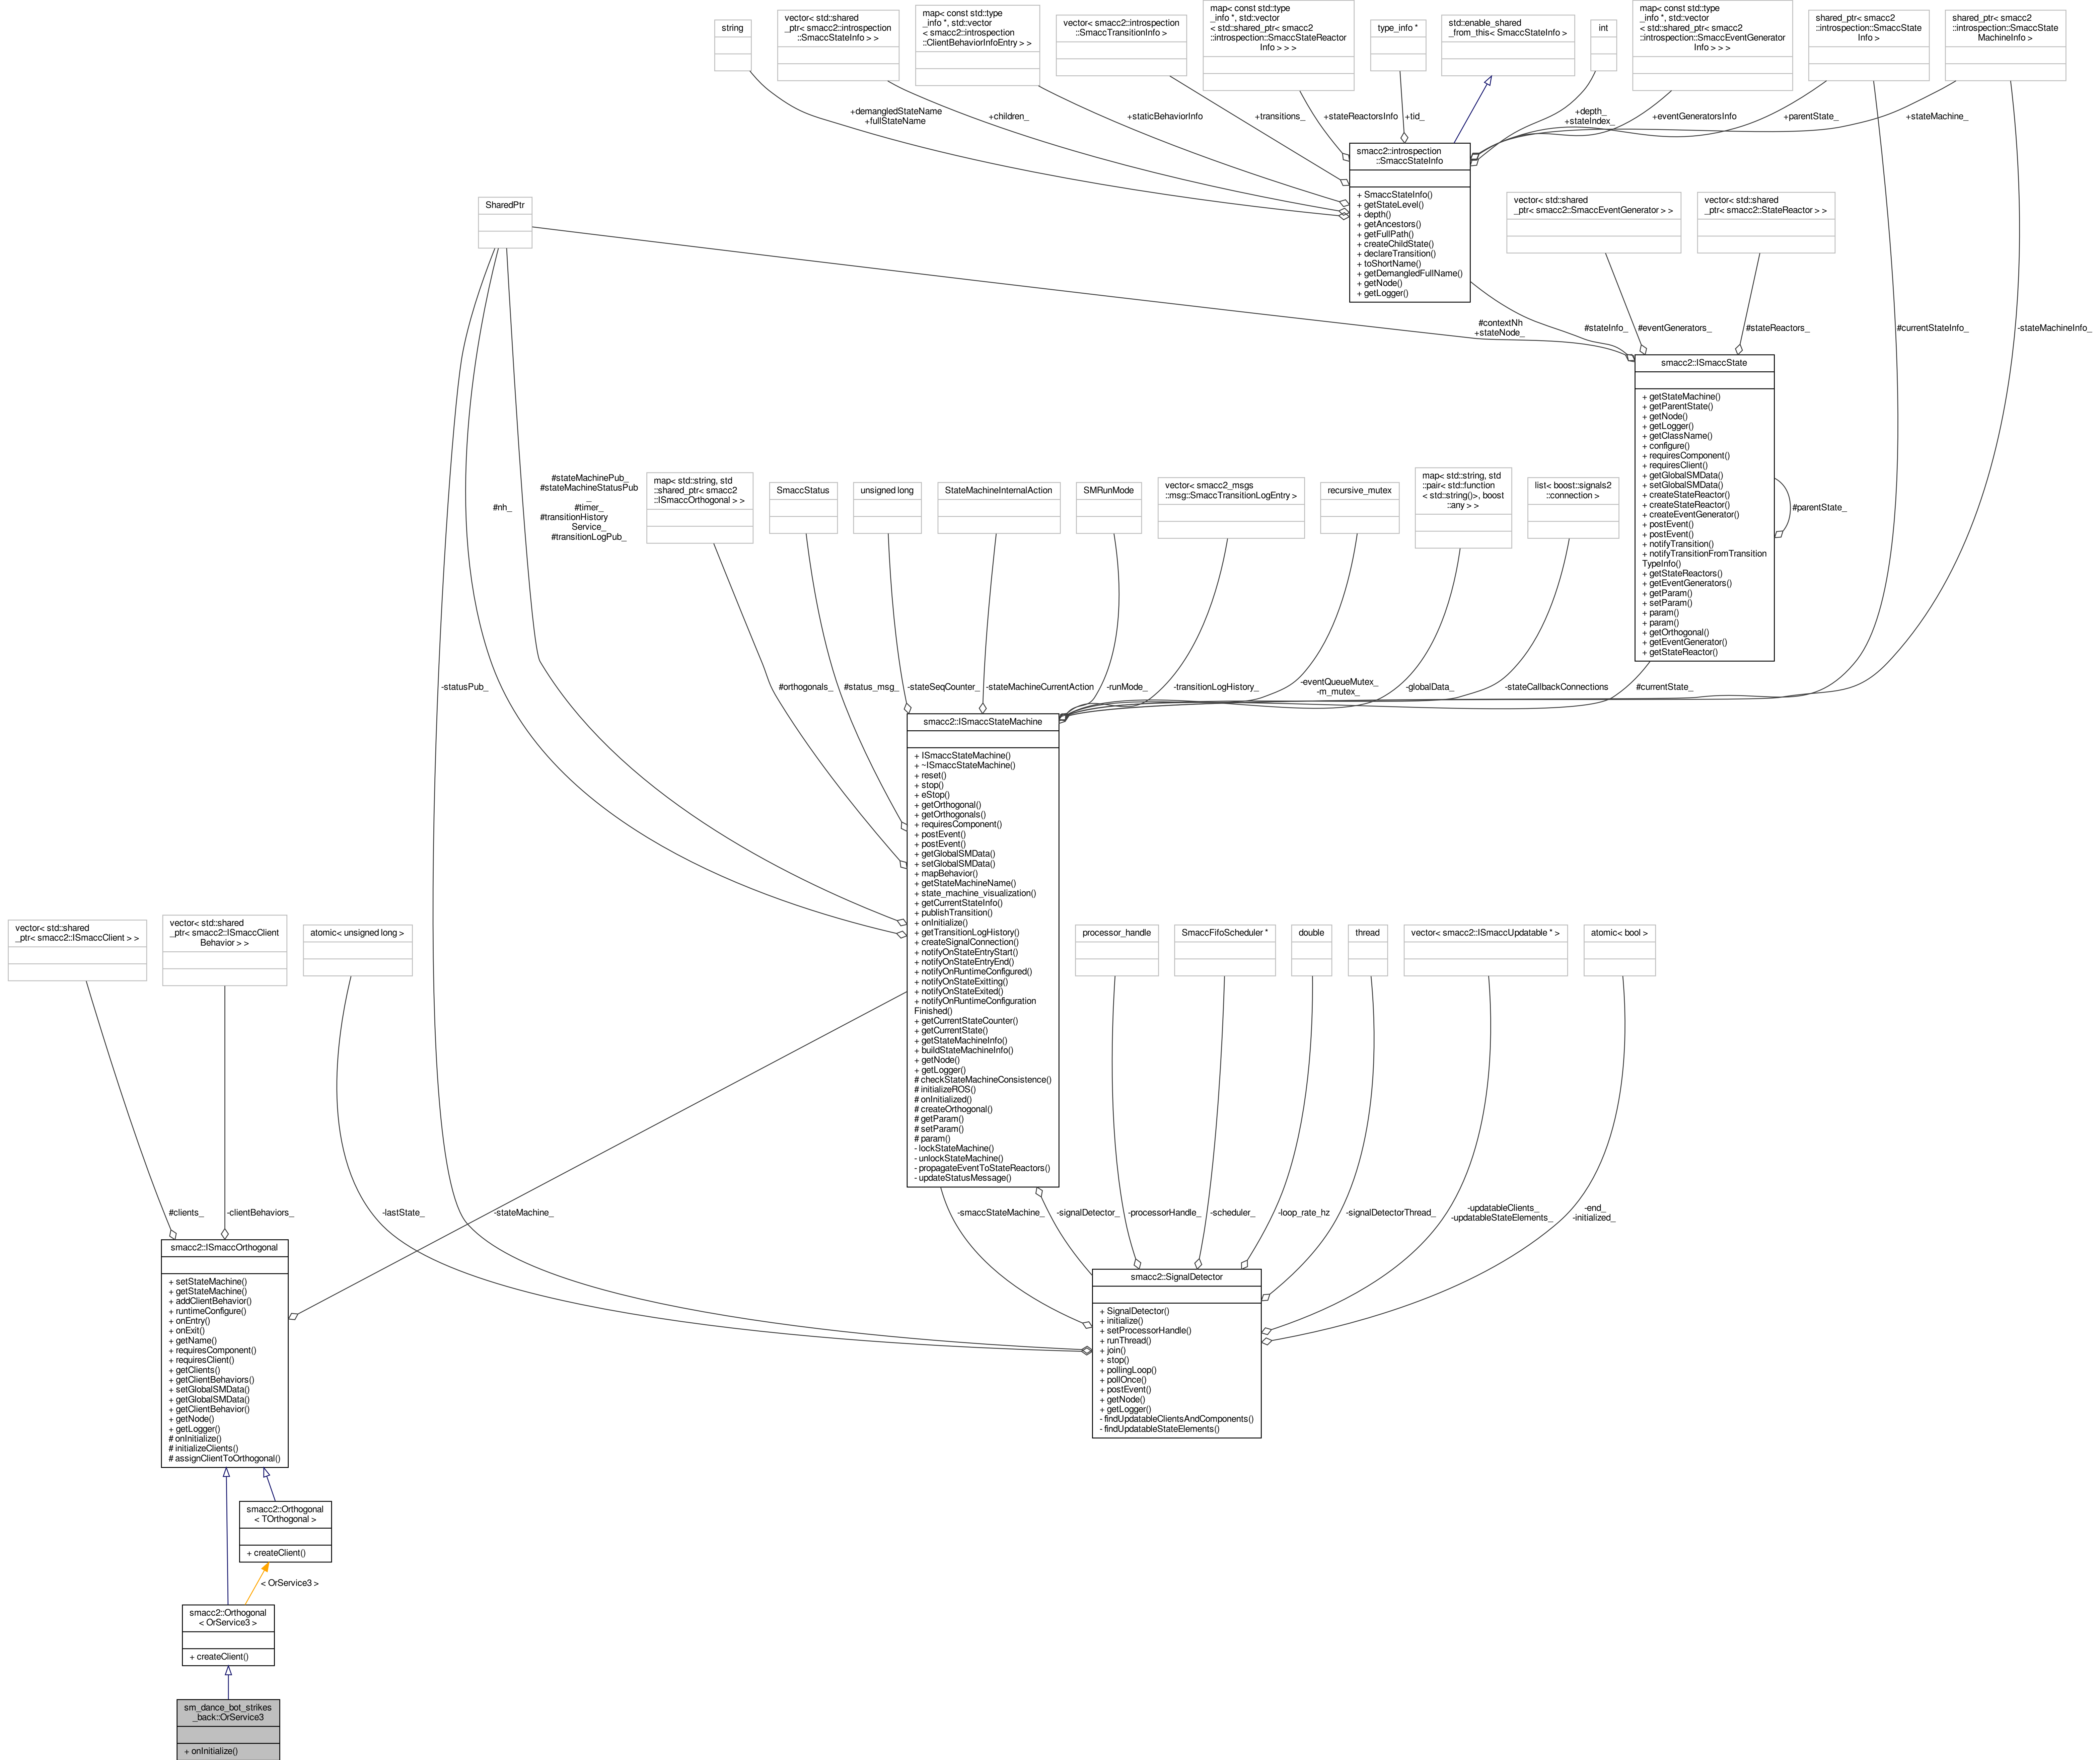 string
vector< std::shared
_ptr< smacc2::introspection
::SmaccStateInfo > >
map< const std::type
_info *, std::vector
< smacc2::introspection
::ClientBehaviorInfoEntry > >
vector< smacc2::introspection
::SmaccTransitionInfo >
map< const std::type
_info *, std::vector
< std::shared_ptr< smacc2
::introspection::SmaccStateReactor
Info > > >
type_info *
std::enable_shared
_from_this< SmaccStateInfo >
int
map< const std::type
_info *, std::vector
< std::shared_ptr< smacc2
::introspection::SmaccEventGenerator
Info > > >
shared_ptr< smacc2
::introspection::SmaccState
Info >
shared_ptr< smacc2
::introspection::SmaccState
MachineInfo >
+demangledStateName
+fullStateName
+children_
+staticBehaviorInfo
+transitions_
+stateReactorsInfo
+tid_
+depth_
+stateIndex_
+eventGeneratorsInfo
+parentState_
+stateMachine_
smacc2::introspection
::SmaccStateInfo
+ SmaccStateInfo()
+ getStateLevel()
+ depth()
+ getAncestors()
+ getFullPath()
+ createChildState()
+ declareTransition()
+ toShortName()
+ getDemangledFullName()
+ getNode()
+ getLogger()
SharedPtr
vector< std::shared
_ptr< smacc2::SmaccEventGenerator > >
vector< std::shared
_ptr< smacc2::StateReactor > >
#contextNh
+stateNode_
#stateInfo_
#eventGenerators_
#stateReactors_
#currentStateInfo_
-stateMachineInfo_
smacc2::ISmaccState
+ getStateMachine()
+ getParentState()
+ getNode()
+ getLogger()
+ getClassName()
+ configure()
+ requiresComponent()
+ requiresClient()
+ getGlobalSMData()
+ setGlobalSMData()
+ createStateReactor()
+ createStateReactor()
+ createEventGenerator()
+ postEvent()
+ postEvent()
+ notifyTransition()
+ notifyTransitionFromTransition
TypeInfo()
+ getStateReactors()
+ getEventGenerators()
+ getParam()
+ setParam()
+ param()
+ param()
+ getOrthogonal()
+ getEventGenerator()
+ getStateReactor()
#parentState_
#nh_
#stateMachinePub_
#stateMachineStatusPub
_
#timer_
#transitionHistory
Service_
#transitionLogPub_
map< std::string, std
::shared_ptr< smacc2
::ISmaccOrthogonal > >
SmaccStatus
unsigned long
StateMachineInternalAction
SMRunMode
vector< smacc2_msgs
::msg::SmaccTransitionLogEntry >
recursive_mutex
map< std::string, std
::pair< std::function
< std::string()>, boost
::any > >
list< boost::signals2
::connection >
-statusPub_
#orthogonals_
#status_msg_
-stateSeqCounter_
-stateMachineCurrentAction
-runMode_
-transitionLogHistory_
-eventQueueMutex_
-m_mutex_
-globalData_
-stateCallbackConnections
#currentState_
smacc2::ISmaccStateMachine
+ ISmaccStateMachine()
+ ~ISmaccStateMachine()
+ reset()
+ stop()
+ eStop()
+ getOrthogonal()
+ getOrthogonals()
+ requiresComponent()
+ postEvent()
+ postEvent()
+ getGlobalSMData()
+ setGlobalSMData()
+ mapBehavior()
+ getStateMachineName()
+ state_machine_visualization()
+ getCurrentStateInfo()
+ publishTransition()
+ onInitialize()
+ getTransitionLogHistory()
+ createSignalConnection()
+ notifyOnStateEntryStart()
+ notifyOnStateEntryEnd()
+ notifyOnRuntimeConfigured()
+ notifyOnStateExitting()
+ notifyOnStateExited()
+ notifyOnRuntimeConfiguration
Finished()
+ getCurrentStateCounter()
+ getCurrentState()
+ getStateMachineInfo()
+ buildStateMachineInfo()
+ getNode()
+ getLogger()
# checkStateMachineConsistence()
# initializeROS()
# onInitialized()
# createOrthogonal()
# getParam()
# setParam()
# param()
- lockStateMachine()
- unlockStateMachine()
- propagateEventToStateReactors()
- updateStatusMessage()
vector< std::shared
_ptr< smacc2::ISmaccClient > >
vector< std::shared
_ptr< smacc2::ISmaccClient
Behavior > >
atomic< unsigned long >
processor_handle
SmaccFifoScheduler *
double
thread
vector< smacc2::ISmaccUpdatable * >
atomic< bool >
#clients_
-clientBehaviors_
-lastState_
-stateMachine_
-smaccStateMachine_
-signalDetector_
-processorHandle_
-scheduler_
-loop_rate_hz
-signalDetectorThread_
-updatableClients_
-updatableStateElements_
-end_
-initialized_
smacc2::ISmaccOrthogonal
+ setStateMachine()
+ getStateMachine()
+ addClientBehavior()
+ runtimeConfigure()
+ onEntry()
+ onExit()
+ getName()
+ requiresComponent()
+ requiresClient()
+ getClients()
+ getClientBehaviors()
+ setGlobalSMData()
+ getGlobalSMData()
+ getClientBehavior()
+ getNode()
+ getLogger()
# onInitialize()
# initializeClients()
# assignClientToOrthogonal()
smacc2::SignalDetector
+ SignalDetector()
+ initialize()
+ setProcessorHandle()
+ runThread()
+ join()
+ stop()
+ pollingLoop()
+ pollOnce()
+ postEvent()
+ getNode()
+ getLogger()
- findUpdatableClientsAndComponents()
- findUpdatableStateElements()
smacc2::Orthogonal
< TOrthogonal >
+ createClient()
< OrService3 >
smacc2::Orthogonal
< OrService3 >
+ createClient()
sm_dance_bot_strikes
_back::OrService3
+ onInitialize()